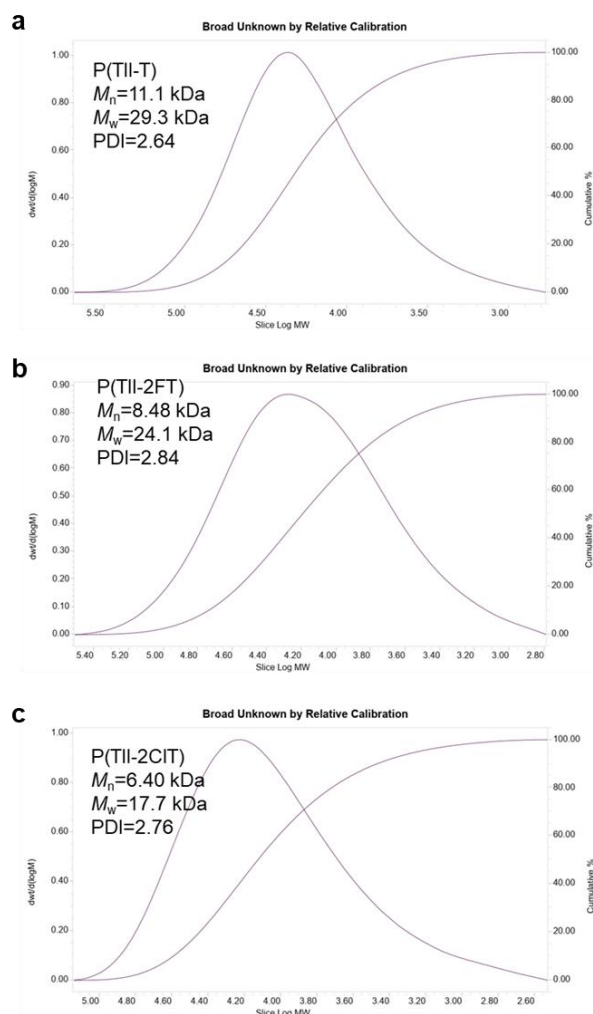 a
Broad Unknown by Relative Calibration
P(TII-T)
Mn=11.1 kDa
Mw=29.3 kDa
PDI=2.64
dwt/d(logM)
1.00
0.80
0.60
0.40
0.20
0.00
Cumulative %
100.00
80.00
60.00
40.00
20.00
0.00
5.50 5.00 4.50 4.00 3.50 3.00
Slice Log MW
b
Broad Unknown by Relative Calibration
P(TII-2FT)
Mn=8.48 kDa
Mw=24.1 kDa
PDI=2.84
dwt/d(logM)
0.90
0.80
0.70
0.60
0.50
0.40
0.30
0.20
0.10
0.00
Cumulative %
100.00
80.00
60.00
40.00
20.00
0.00
5.40 5.20 5.00 4.80 4.60 4.40 4.20 4.00 3.80 3.60 3.40 3.20 3.00 2.80
Slice Log MW
c
Broad Unknown by Relative Calibration
P(TII-2ClT)
Mn=6.40 kDa
Mw=17.7 kDa
PDI=2.76
dwt/d(logM)
1.00
0.80
0.60
0.40
0.20
0.00
Cumulative %
100.00
80.00
60.00
40.00
20.00
0.00
5.00 4.80 4.60 4.40 4.20 4.00 3.80 3.60 3.40 3.20 3.00 2.80 2.60
Slice Log MW